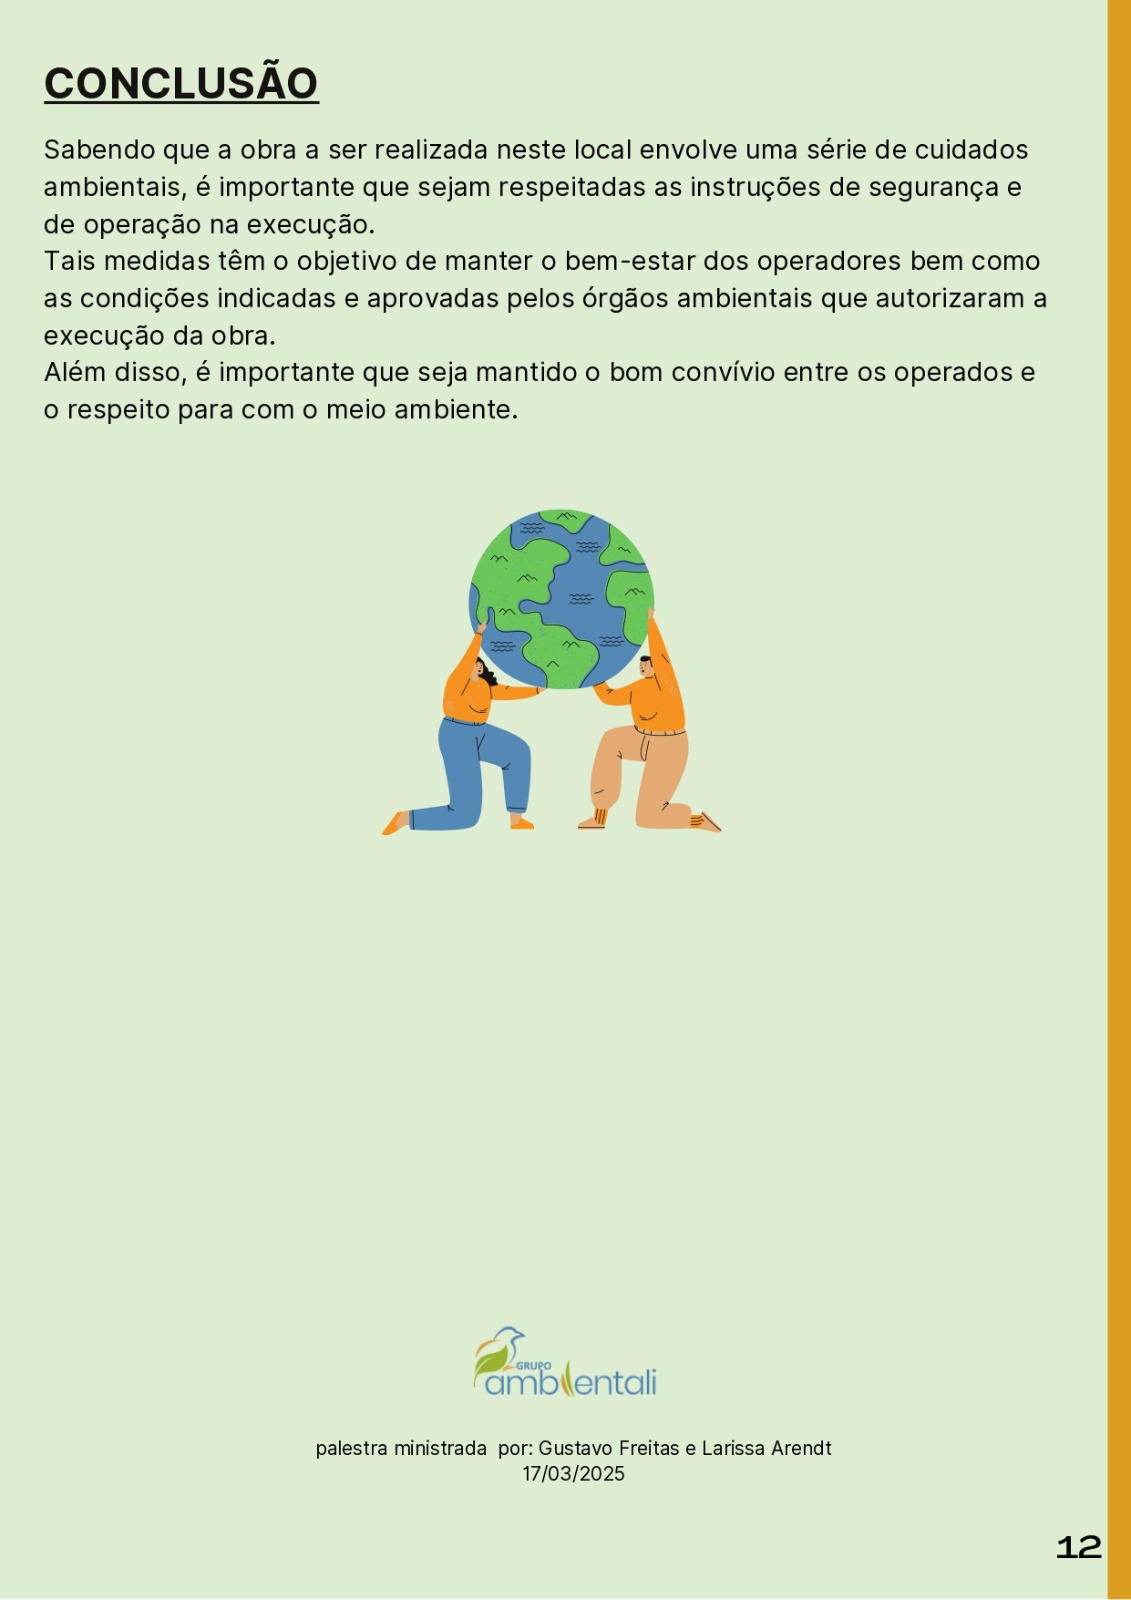 CONCLUSÃO
Sabendo que a obra a ser realizada neste local envolve uma série de cuidados
ambientais, é importante que sejam respeitadas as instruções de segurança e
de operação na execução.
Tais medidas têm o objetivo de manter o bem-estar dos operadores bem como
as condições indicadas e aprovadas pelos órgãos ambientais que autorizaram a
execução da obra.
Além disso, é importante que seja mantido o bom convívio entre os operados e
o respeito para com o meio ambiente.
GRUPO
ambientali
palestra ministrada  por: Gustavo Freitas e Larissa Arendt
17/03/2025
12